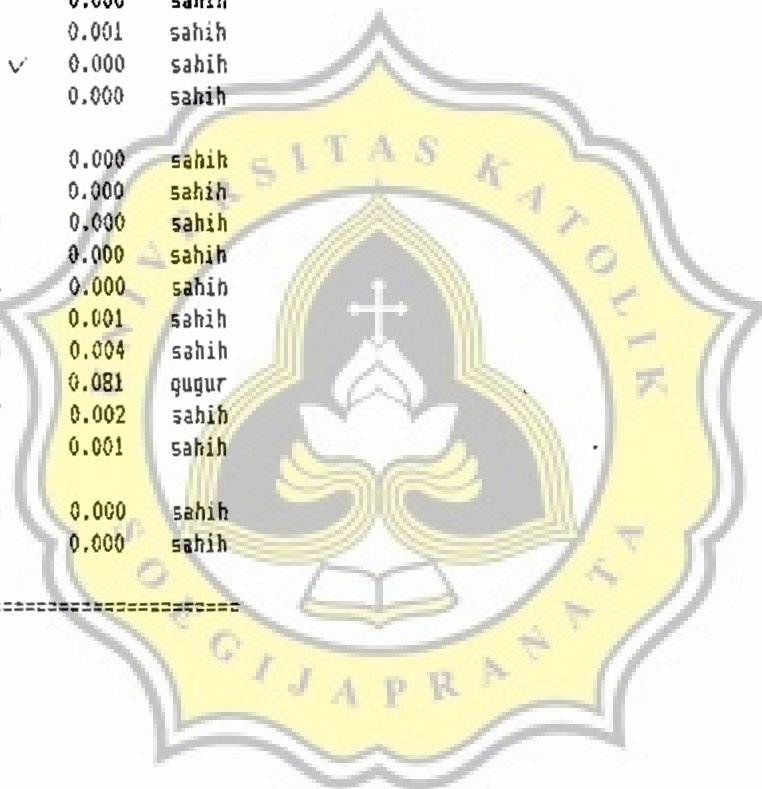 0.000 sahih
0.001 sahih
✓ 0.000 sahih
0.000 sahih
0.000 sahih
0.000 sahih
0.000 sahih
0.000 sahih
0.000 sahih
0.001 sahih
0.004 sahih
0.081 gugur
0.002 sahih
0.001 sahih
0.000 sahih
0.000 sahih
=======================
UNIVERSITAS KATOLIK
SOEGIJAPRANATA